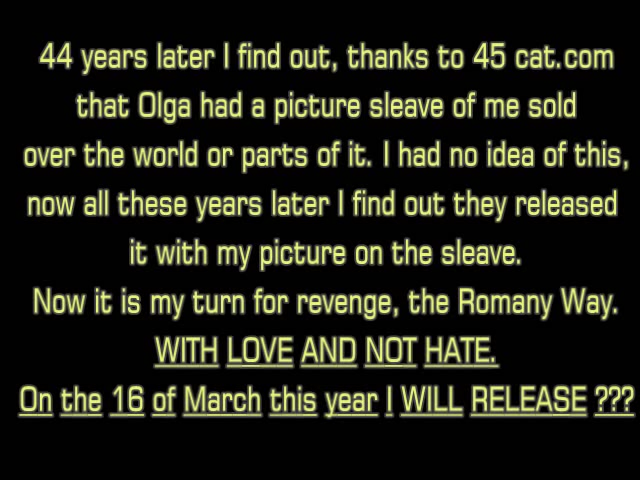 44 years later I find out, thanks to 45 cat.com
that Olga had a picture sleave of me sold
over the world or parts of it. I had no idea of this,
now all these years later I find out they released
it with my picture on the sleave.
Now it is my turn for revenge, the Romany Way.
WITH LOVE AND NOT HATE.
On the 16 of March this year I WILL RELEASE ???